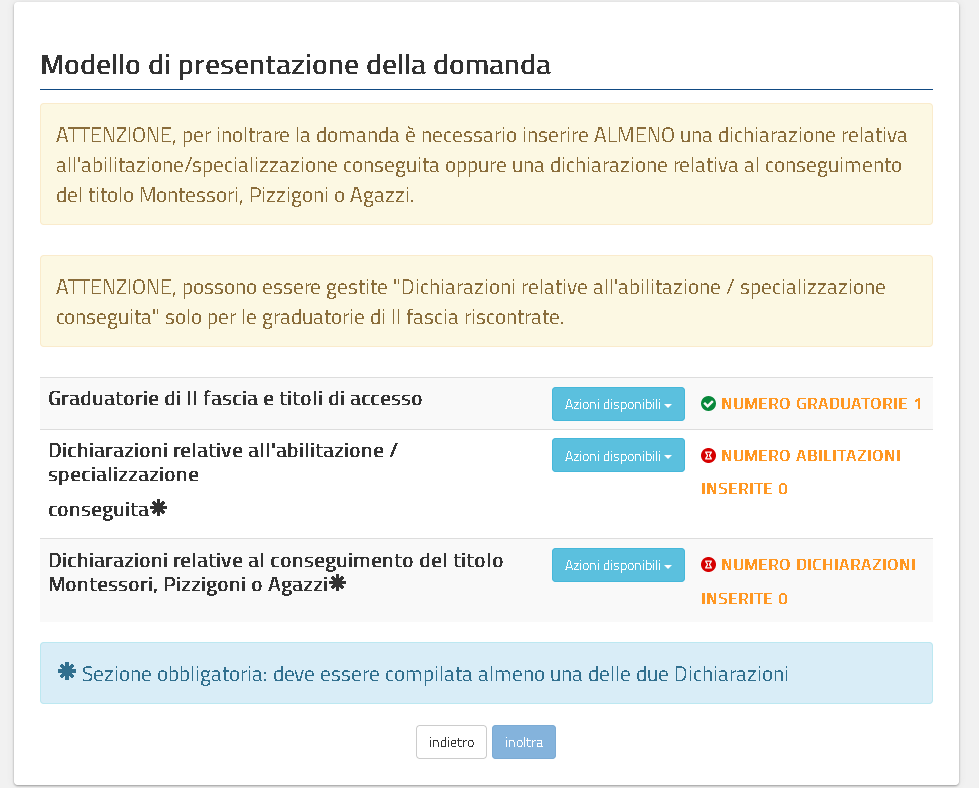 Modello di presentazione della domanda
ATTENZIONE, per inoltrare la domanda è necessario inserire ALMENO una dichiarazione relativa
all'abilitazione/specializzazione conseguita oppure una dichiarazione relativa al conseguimento
del titolo Montessori, Pizzigoni o Agazzi.
ATTENZIONE, possono essere gestite "Dichiarazioni relative all'abilitazione / specializzazione
conseguita" solo per le graduatorie di II fascia riscontrate.
Graduatorie di II fascia e titoli di accesso
Azioni disponibili
NUMERO GRADUATORIE 1
Dichiarazioni relative all'abilitazione /
specializzazione
conseguita✱
Azioni disponibili
NUMERO ABILITAZIONI
INSERITE 0
Dichiarazioni relative al conseguimento del titolo
Montessori, Pizzigoni o Agazzi✱
Azioni disponibili
NUMERO DICHIARAZIONI
INSERITE 0
✱ Sezione obbligatoria: deve essere compilata almeno una delle due Dichiarazioni
indietro
inoltra